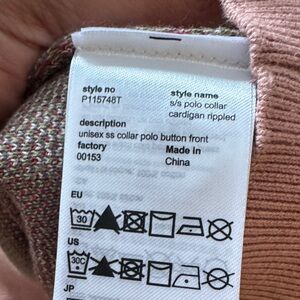 style no style name
P115748T s/s polo collar
cardigan rippled
description
unisex ss collar polo button front
factory Made in
00153 China
EU
30
US
30C
JP